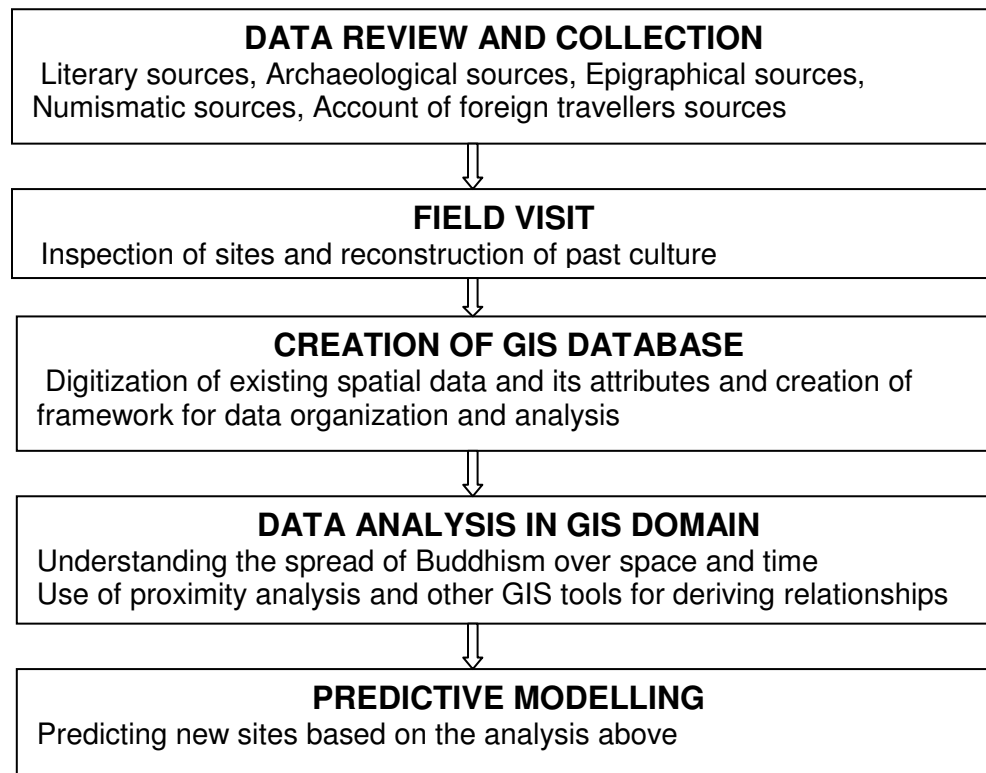 DATA REVIEW AND COLLECTION
Literary sources, Archaeological sources, Epigraphical sources,
Numismatic sources, Account of foreign travellers sources
FIELD VISIT
Inspection of sites and reconstruction of past culture
CREATION OF GIS DATABASE
Digitization of existing spatial data and its attributes and creation of
framework for data organization and analysis
DATA ANALYSIS IN GIS DOMAIN
Understanding the spread of Buddhism over space and time
Use of proximity analysis and other GIS tools for deriving relationships
PREDICTIVE MODELLING
Predicting new sites based on the analysis above